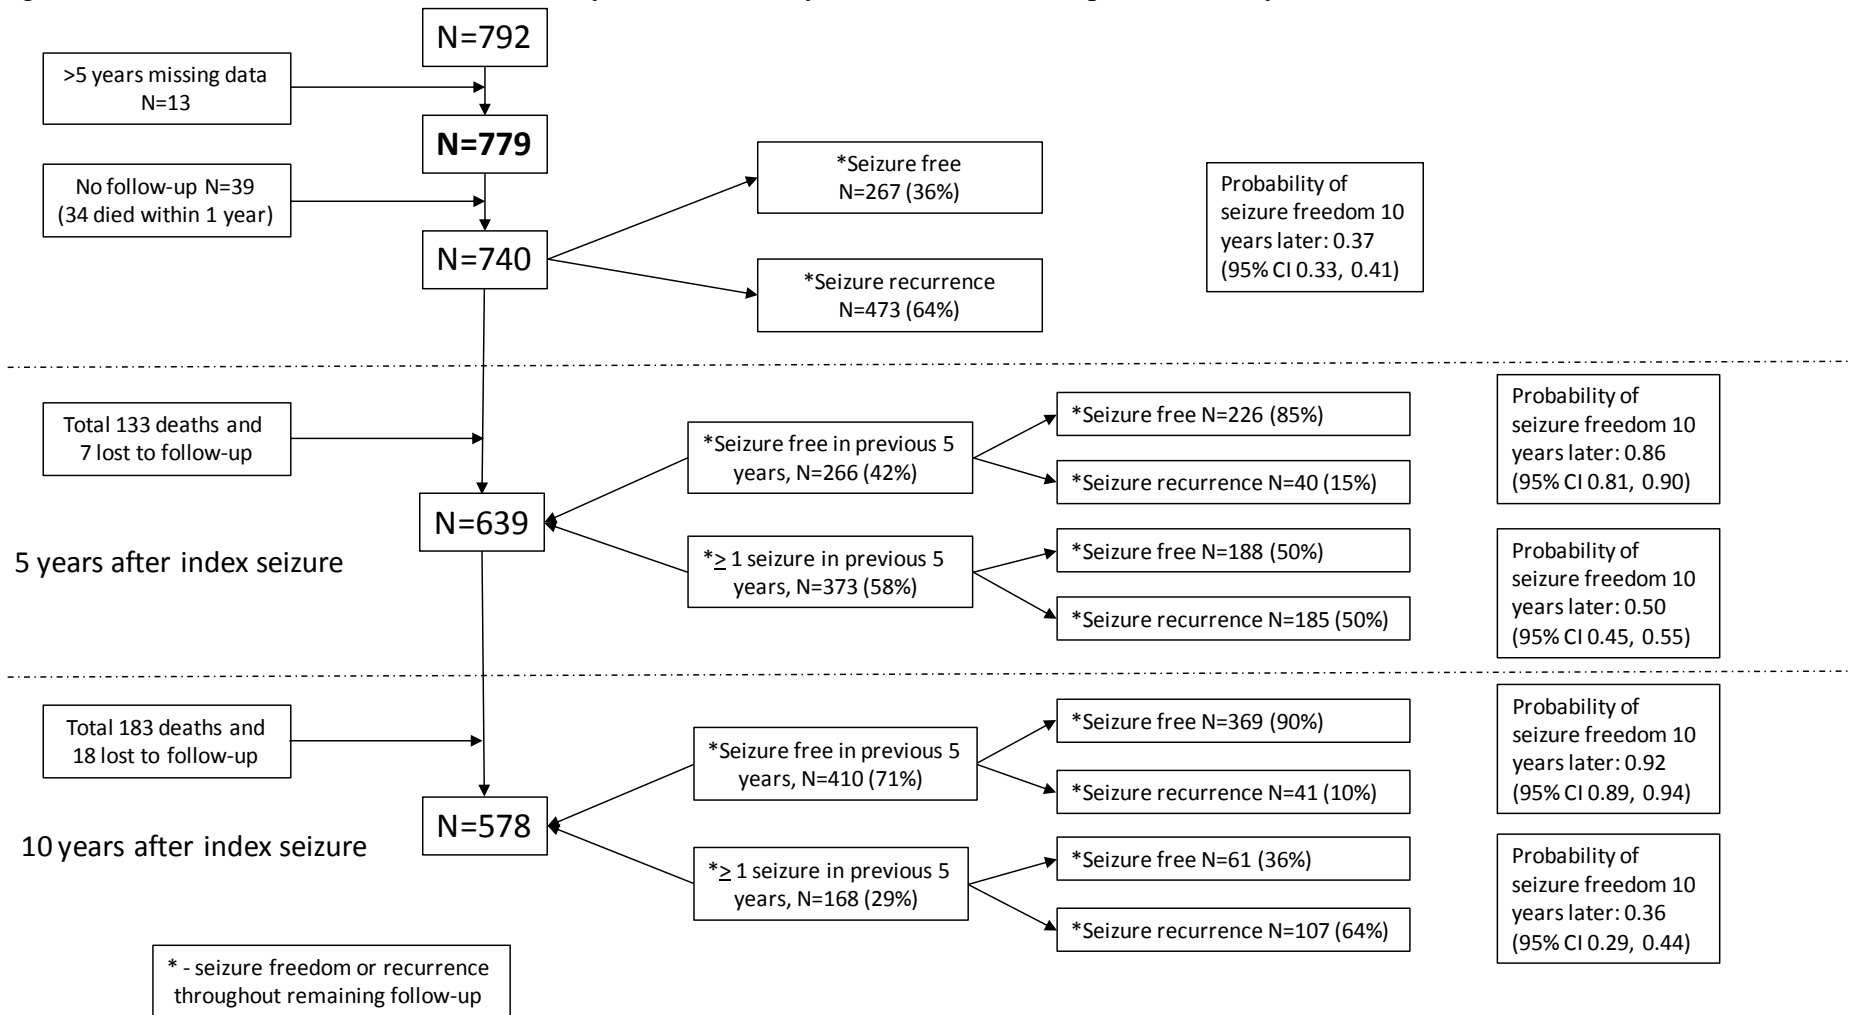 N=792
>5 years missing data
N=13
N=779
No follow-up N=39
(34 died within 1 year)
N=740
*Seizure free
N=267 (36%)
*Seizure recurrence
N=473 (64%)
Probability of
seizure freedom 10
years later: 0.37
(95% CI 0.33, 0.41)
Total 133 deaths and
7 lost to follow-up
N=639
5 years after index seizure
*Seizure free in previous 5
years, N=266 (42%)
*≥ 1 seizure in previous 5
years, N=373 (58%)
*Seizure free N=226 (85%)
*Seizure recurrence N=40 (15%)
*Seizure free N=188 (50%)
*Seizure recurrence N=185 (50%)
Probability of
seizure freedom 10
years later: 0.86
(95% CI 0.81, 0.90)
Probability of
seizure freedom 10
years later: 0.50
(95% CI 0.45, 0.55)
Total 183 deaths and
18 lost to follow-up
N=578
10 years after index seizure
*Seizure free in previous 5
years, N=410 (71%)
*≥ 1 seizure in previous 5
years, N=168 (29%)
*Seizure free N=369 (90%)
*Seizure recurrence N=41 (10%)
*Seizure free N=61 (36%)
*Seizure recurrence N=107 (64%)
Probability of
seizure freedom 10
years later: 0.92
(95% CI 0.89, 0.94)
Probability of
seizure freedom 10
years later: 0.36
(95% CI 0.29, 0.44)
* - seizure freedom or recurrence
throughout remaining follow-up